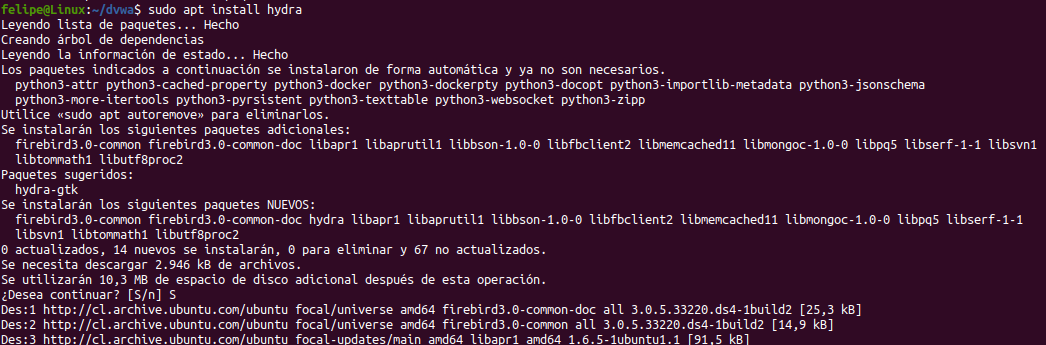 felipe@Linux:~/dvwa$ sudo apt install hydra
Leyendo lista de paquetes... Hecho
Creando árbol de dependencias
Leyendo la información de estado... Hecho
Los paquetes indicados a continuación se instalaron de forma automática y ya no son necesarios.
  python3-attr python3-cached-property python3-docker python3-dockerpty python3-docopt python3-importlib-metadata python3-jsonschema
  python3-more-itertools python3-pyrsistent python3-texttable python3-websocket python3-zipp
Utilice «sudo apt autoremove» para eliminarlos.
Se instalarán los siguientes paquetes adicionales:
  firebird3.0-common firebird3.0-common-doc libapr1 libaprutil1 libbson-1.0-0 libfbclient2 libmemcached11 libmongoc-1.0-0 libpq5 libserf-1-1 libsvn1
  libtommath1 libutf8proc2
Paquetes sugeridos:
  hydra-gtk
Se instalarán los siguientes paquetes NUEVOS:
  firebird3.0-common firebird3.0-common-doc hydra libapr1 libaprutil1 libbson-1.0-0 libfbclient2 libmemcached11 libmongoc-1.0-0 libpq5 libserf-1-1
  libsvn1 libtommath1 libutf8proc2
0 actualizados, 14 nuevos se instalarán, 0 para eliminar y 67 no actualizados.
Se necesita descargar 2.946 kB de archivos.
Se utilizarán 10,3 MB de espacio de disco adicional después de esta operación.
¿Desea continuar? [S/n] S
Des:1 http://cl.archive.ubuntu.com/ubuntu focal/universe amd64 firebird3.0-common-doc all 3.0.5.33220.ds4-1build2 [25,3 kB]
Des:2 http://cl.archive.ubuntu.com/ubuntu focal/universe amd64 firebird3.0-common all 3.0.5.33220.ds4-1build2 [14,9 kB]
Des:3 http://cl.archive.ubuntu.com/ubuntu focal-updates/main amd64 libapr1 amd64 1.6.5-1ubuntu1.1 [91,5 kB]